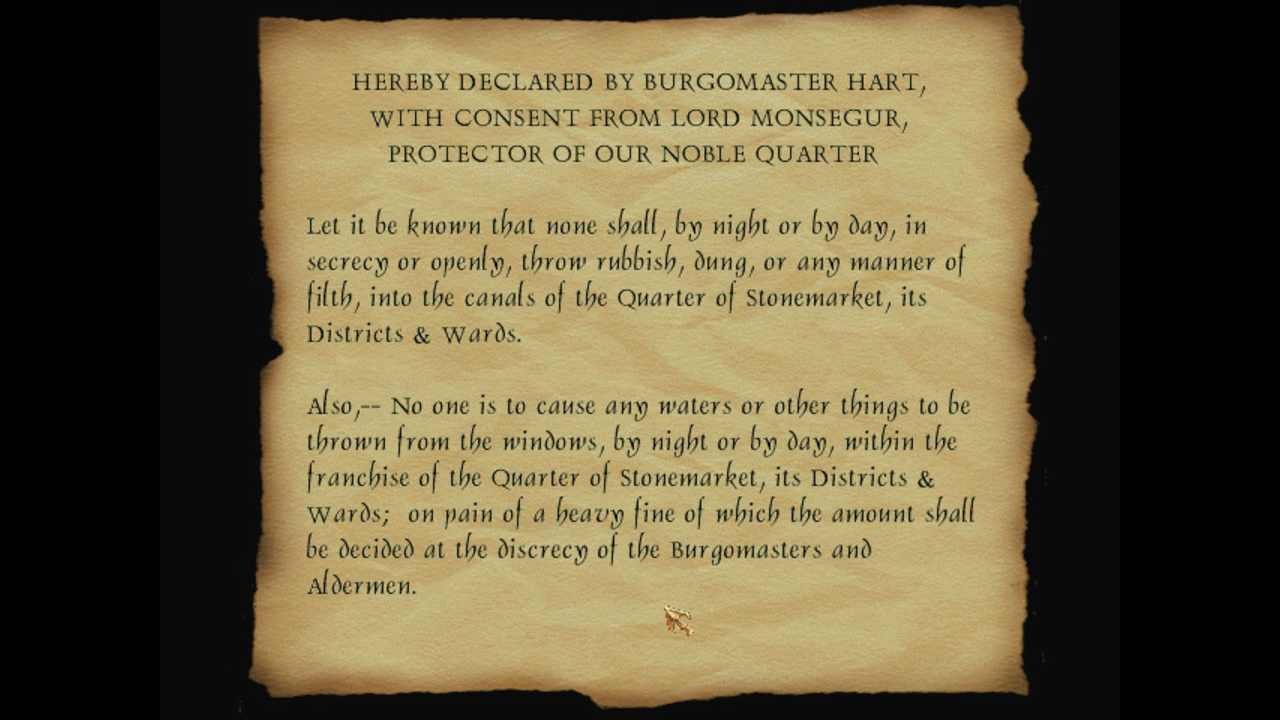 HEREBY DECLARED BY BURGOMASTER HART,
WITH CONSENT FROM LORD MONSEGUR,
PROTECTOR OF OUR NOBLE QUARTER
Let it be known that none shall, by night or by day, in
secrecy or openly, throw rubbish, dung, or any manner of
filth, into the canals of the Quarter of Stonemarket, its
Districts & Wards.
Also,-- No one is to cause any waters or other things to be
thrown from the windows, by night or by day, within the
franchise of the Quarter of Stonemarket, its Districts &
Wards;  on pain of a heavy fine of which the amount shall
be decided at the discrecy of the Burgomasters and
Aldermen.